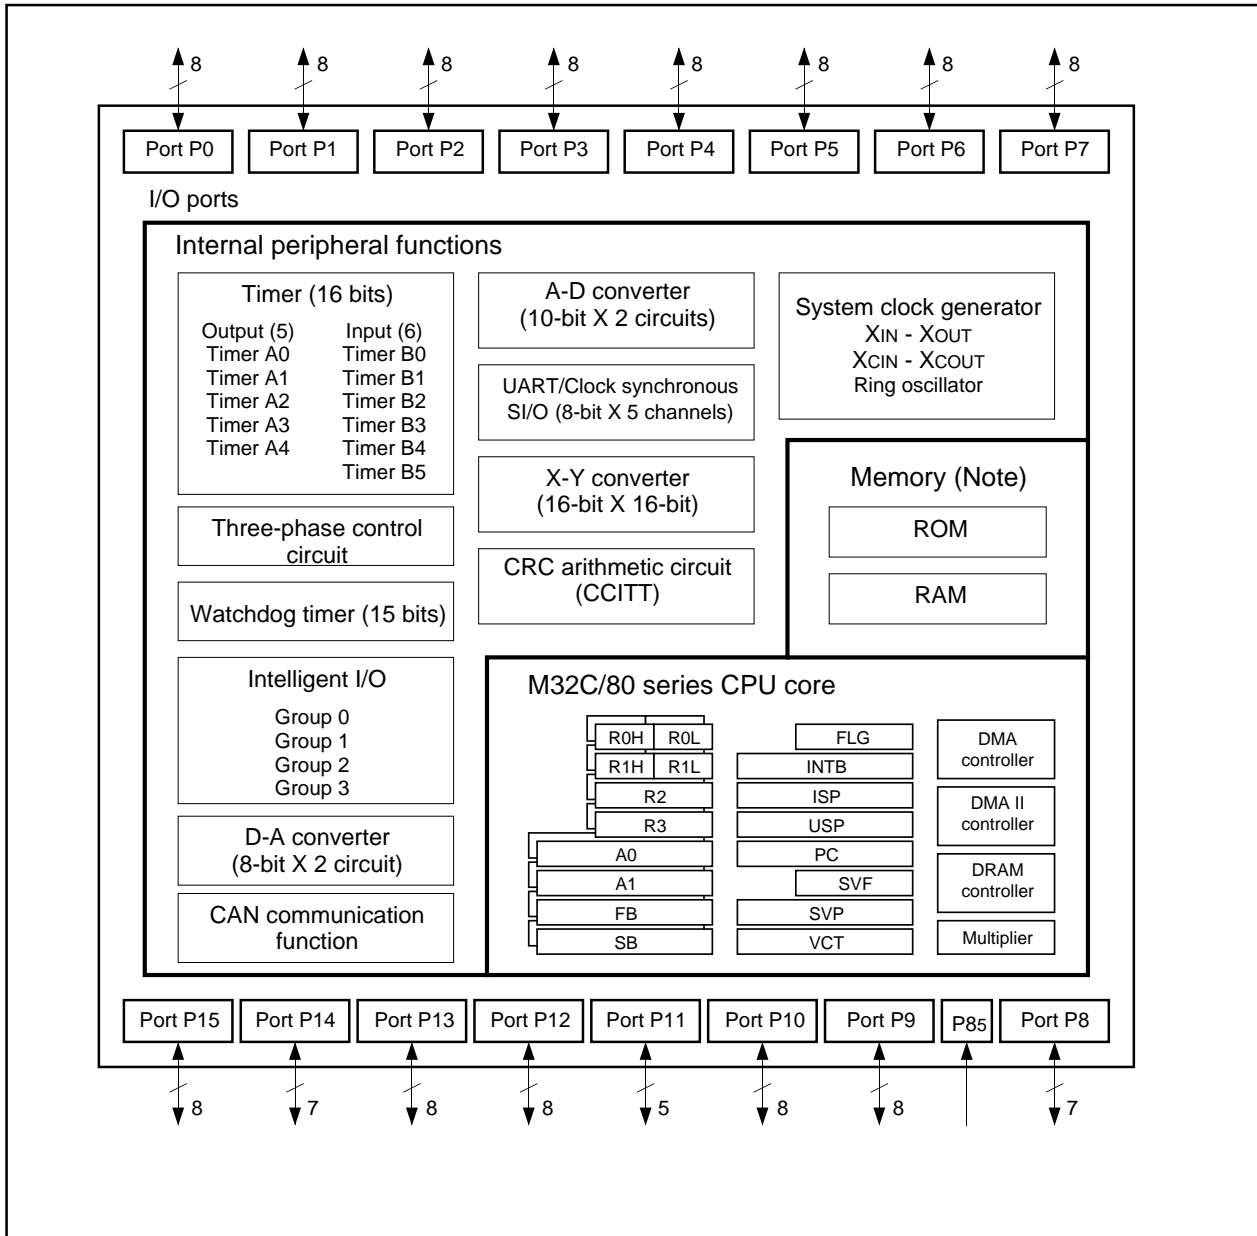 8 8 8 8 8 8 8 8
Port P0 Port P1 Port P2 Port P3 Port P4 Port P5 Port P6 Port P7
I/O ports
Internal peripheral functions
Timer (16 bits)
Output (5) Input (6)
Timer A0 Timer B0
Timer A1 Timer B1
Timer A2 Timer B2
Timer A3 Timer B3
Timer A4 Timer B4
Timer B5
Three-phase control
circuit
Watchdog timer (15 bits)
Intelligent I/O
Group 0
Group 1
Group 2
Group 3
D-A converter
(8-bit X 2 circuit)
CAN communication
function
A-D converter
(10-bit X 2 circuits)
UART/Clock synchronous
SI/O (8-bit X 5 channels)
X-Y converter
(16-bit X 16-bit)
CRC arithmetic circuit
(CCITT)
System clock generator
XIN - XOUT
XCIN - XCOUT
Ring oscillator
Memory (Note)
ROM
RAM
M32C/80 series CPU core
R0H R0L
R1H R1L
R2
R3
A0
A1
FB
SB
FLG
INTB
ISP
USP
PC
SVF
SVP
VCT
DMA
controller
DMA II
controller
DRAM
controller
Multiplier
Port P15 Port P14 Port P13 Port P12 Port P11 Port P10 Port P9 P85 Port P8
8 7 8 8 5 8 8 7